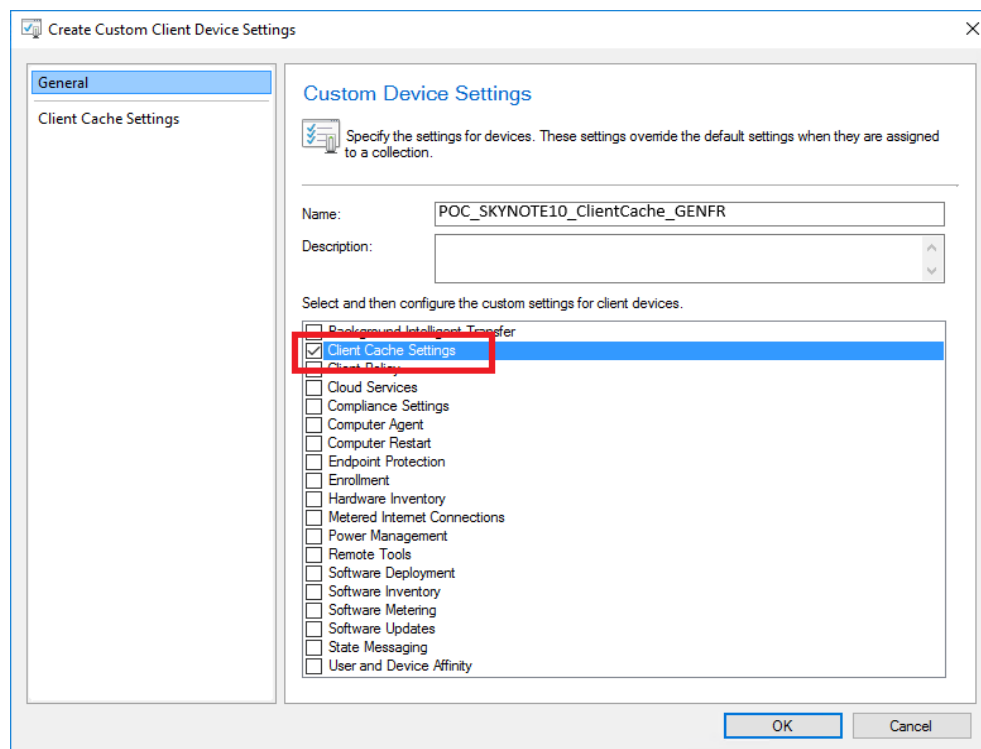 Create Custom Client Device Settings
General
Client Cache Settings
Custom Device Settings
Specify the settings for devices. These settings override the default settings when they are assigned
to a collection.
Name:
POC_SKYNOTE10_ClientCache_GENFR
Description:
Select and then configure the custom settings for client devices.
Background Intelligent Transfer
Client Cache Settings
Client Policy
Cloud Services
Compliance Settings
Computer Agent
Computer Restart
Endpoint Protection
Enrollment
Hardware Inventory
Metered Internet Connections
Power Management
Remote Tools
Software Deployment
Software Inventory
Software Metering
Software Updates
State Messaging
User and Device Affinity
OK
Cancel